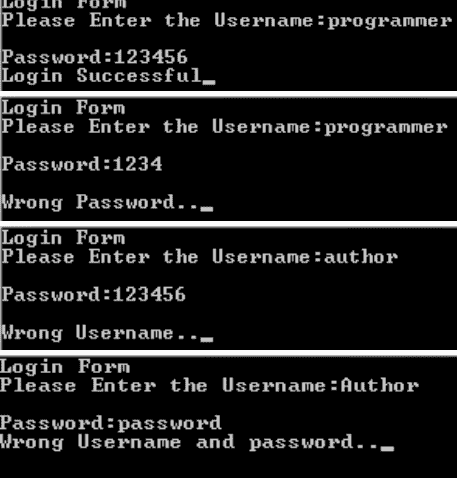 Login Form
Please Enter the Username:programmer
Password:123456
Login Successful_
Login Form
Please Enter the Username:programmer
Password:1234
Wrong Password.._
Login Form
Please Enter the Username:author
Password:123456
Wrong Username.._
Login Form
Please Enter the Username:Author
Password:password
Wrong Username and password.._